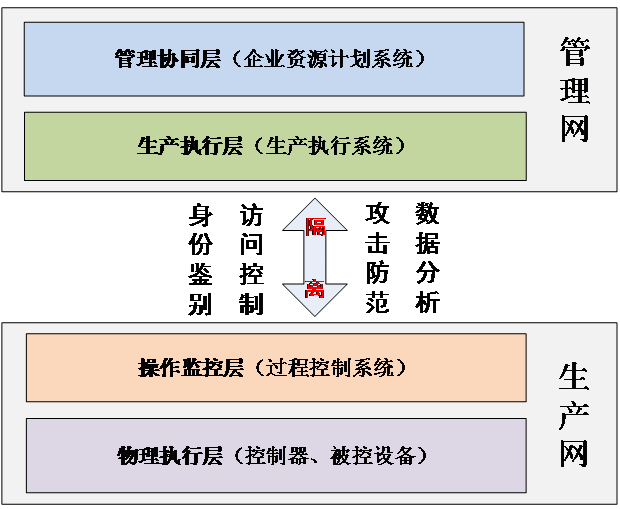 管理协同层（企业资源计划系统）
生产执行层（生产执行系统）
管理网
身份鉴别
访问控制
隔离
攻击防范
数据分析
操作监控层（过程控制系统）
物理执行层（控制器、被控设备）
生产网